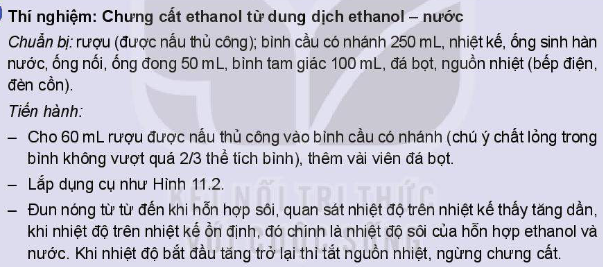 Thí nghiệm: Chưng cất ethanol từ dung dịch ethanol – nước
Chuẩn bị: rượu (được nấu thủ công); bình cầu có nhánh 250 mL, nhiệt kế, ống sinh hàn
nước, ống nối, ống đong 50 mL, bình tam giác 100 mL, đá bọt, nguồn nhiệt (bếp điện,
đèn cồn).
Tiến hành:
– Cho 60 mL rượu được nấu thủ công vào bình cầu có nhánh (chú ý chất lỏng trong
bình không vượt quá 2/3 thể tích bình), thêm vài viên đá bọt.
– Lắp dụng cụ như Hình 11.2.
– Đun nóng từ từ đến khi hỗn hợp sôi, quan sát nhiệt độ trên nhiệt kế thấy tăng dần,
khi nhiệt độ trên nhiệt kế ổn định, đó chính là nhiệt độ sôi của hỗn hợp ethanol và
nước. Khi nhiệt độ bắt đầu tăng trở lại thì tắt nguồn nhiệt, ngừng chưng cất.
KẾT NỐI TRI THỨC
VỚI CUỘC SỐNG